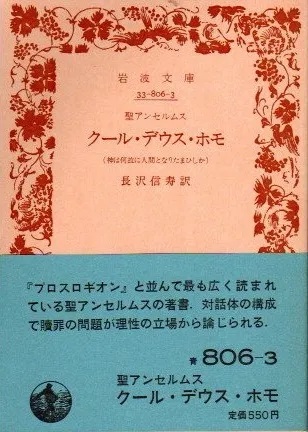 岩波文庫
33-806-3
聖アンセルムス
クール・デウス・ホモ
(神は何故に人間となりたまひしか)
長沢信寿訳
『プロスロギオン』と並んで最も広く読まれ
ている聖アンセルムスの著書．対話体の構成
で贖罪の問題が理性の立場から論じられる．
青 806-3
聖アンセルムス
クール・デウス・ホモ
定価550円